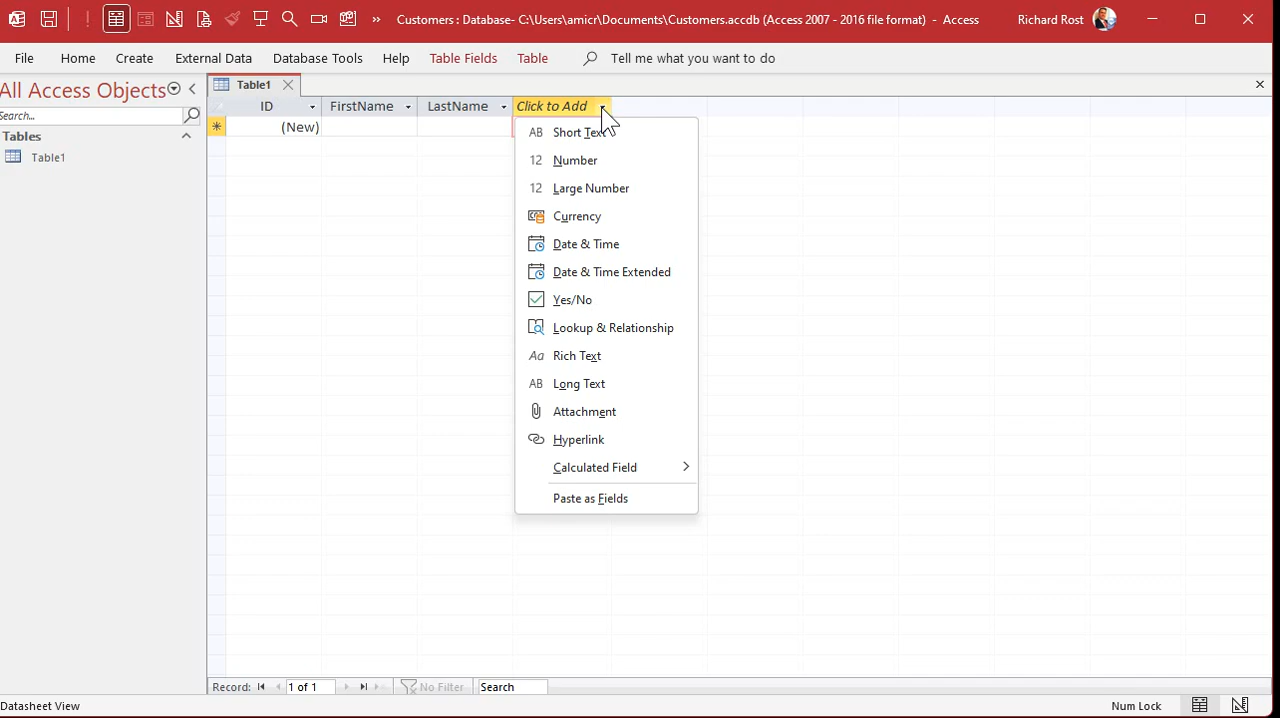 Customers : Database- C:\Users\amicr\Documents\Customers.accdb (Access 2007 - 2016 file format) - Access
Richard Rost
File Home Create External Data Database Tools Help Table Fields Table Tell me what you want to do
All Access Objects
Search...
Tables
Table1
Table1
ID FirstName LastName Click to Add
(New)
AB Short Text
12 Number
12 Large Number
Currency
Date & Time
Date & Time Extended
Yes/No
Lookup & Relationship
Aa Rich Text
AB Long Text
Attachment
Hyperlink
Calculated Field
Paste as Fields
Record: 1 of 1 No Filter Search
Datasheet View
Num Lock